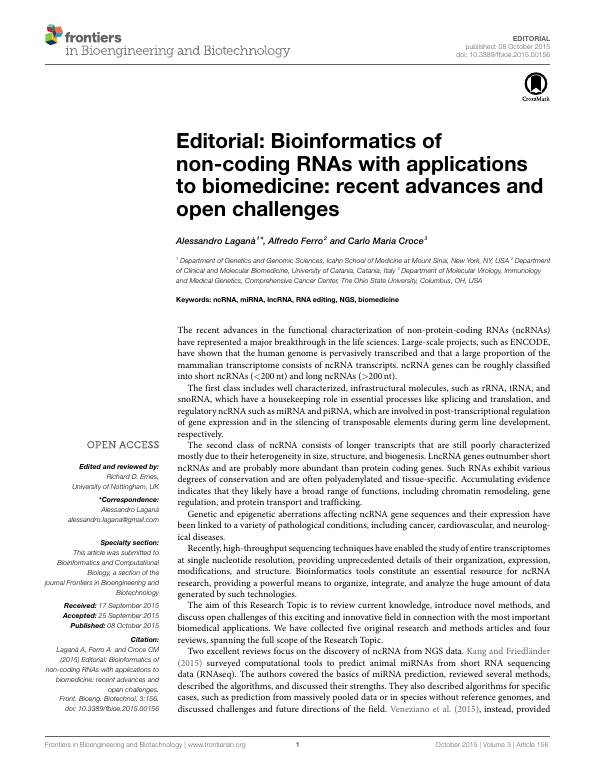 frontiers
in Bioengineering and Biotechnology
EDITORIAL
published: 08 October 2015
doi: 10.3389/fbioe.2015.00156
CrossMark
Editorial: Bioinformatics of
non-coding RNAs with applications
to biomedicine: recent advances and
open challenges
Alessandro Laganà 1*, Alfredo Ferro 2 and Carlo Maria Croce 3
1 Department of Genetics and Genomic Sciences, Icahn School of Medicine at Mount Sinai, New York, NY, USA 2 Department
of Clinical and Molecular Biomedicine, University of Catania, Catania, Italy 3 Department of Molecular Virology, Immunology
and Medical Genetics, Comprehensive Cancer Center, The Ohio State University, Columbus, OH, USA
Keywords: ncRNA, miRNA, lncRNA, RNA editing, NGS, biomedicine
The recent advances in the functional characterization of non-protein-coding RNAs (ncRNAs)
have represented a major breakthrough in the life sciences. Large-scale projects, such as ENCODE,
have shown that the human genome is pervasively transcribed and that a large proportion of the
mammalian transcriptome consists of ncRNA transcripts. ncRNA genes can be roughly classified
into short ncRNAs (<200 nt) and long ncRNAs (>200 nt).
The first class includes well characterized, infrastructural molecules, such as rRNA, tRNA, and
snoRNA, which have a housekeeping role in essential processes like splicing and translation, and
regulatory ncRNA such as miRNA and piRNA, which are involved in post-transcriptional regulation
of gene expression and in the silencing of transposable elements during germ line development,
respectively.
The second class of ncRNA consists of longer transcripts that are still poorly characterized
mostly due to their heterogeneity in size, structure, and biogenesis. LncRNA genes outnumber short
ncRNAs and are probably more abundant than protein coding genes. Such RNAs exhibit various
degrees of conservation and are often polyadenylated and tissue-specific. Accumulating evidence
indicates that they likely have a broad range of functions, including chromatin remodeling, gene
regulation, and protein transport and trafficking.
Genetic and epigenetic aberrations affecting ncRNA gene sequences and their expression have
been linked to a variety of pathological conditions, including cancer, cardiovascular, and neurolog-
ical diseases.
Recently, high-throughput sequencing techniques have enabled the study of entire transcriptomes
at single nucleotide resolution, providing unprecedented details of their organization, expression,
modifications, and structure. Bioinformatics tools constitute an essential resource for ncRNA
research, providing a powerful means to organize, integrate, and analyze the huge amount of data
generated by such technologies.
The aim of this Research Topic is to review current knowledge, introduce novel methods, and
discuss open challenges of this exciting and innovative field in connection with the most important
biomedical applications. We have collected five original research and methods articles and four
reviews, spanning the full scope of the Research Topic.
Two excellent reviews focus on the discovery of ncRNA from NGS data. Kang and Friedländer
(2015) surveyed computational tools to predict animal miRNAs from short RNA sequencing
data (RNAseq). The authors covered the basics of miRNA prediction, reviewed several methods,
described the algorithms, and discussed their strengths. They also described algorithms for specific
cases, such as prediction from massively pooled data or in species without reference genomes, and
discussed challenges and future directions of the field. Veneziano et al. (2015), instead, provided
OPEN ACCESS
Edited and reviewed by:
Richard D. Emes,
University of Nottingham, UK
*Correspondence:
Alessandro Laganà
alessandro.lagana@gmail.com
Specialty section:
This article was submitted to
Bioinformatics and Computational
Biology, a section of the
journal Frontiers in Bioengineering and
Biotechnology
Received: 17 September 2015
Accepted: 25 September 2015
Published: 08 October 2015
Citation:
Laganà A, Ferro A and Croce CM
(2015) Editorial: Bioinformatics of
non-coding RNAs with applications to
biomedicine: recent advances and
open challenges.
Front. Bioeng. Biotechnol. 3:156.
doi: 10.3389/fbioe.2015.00156
Frontiers in Bioengineering and Biotechnology | www.frontiersin.org
1
October 2015 | Volume 3 | Article 156